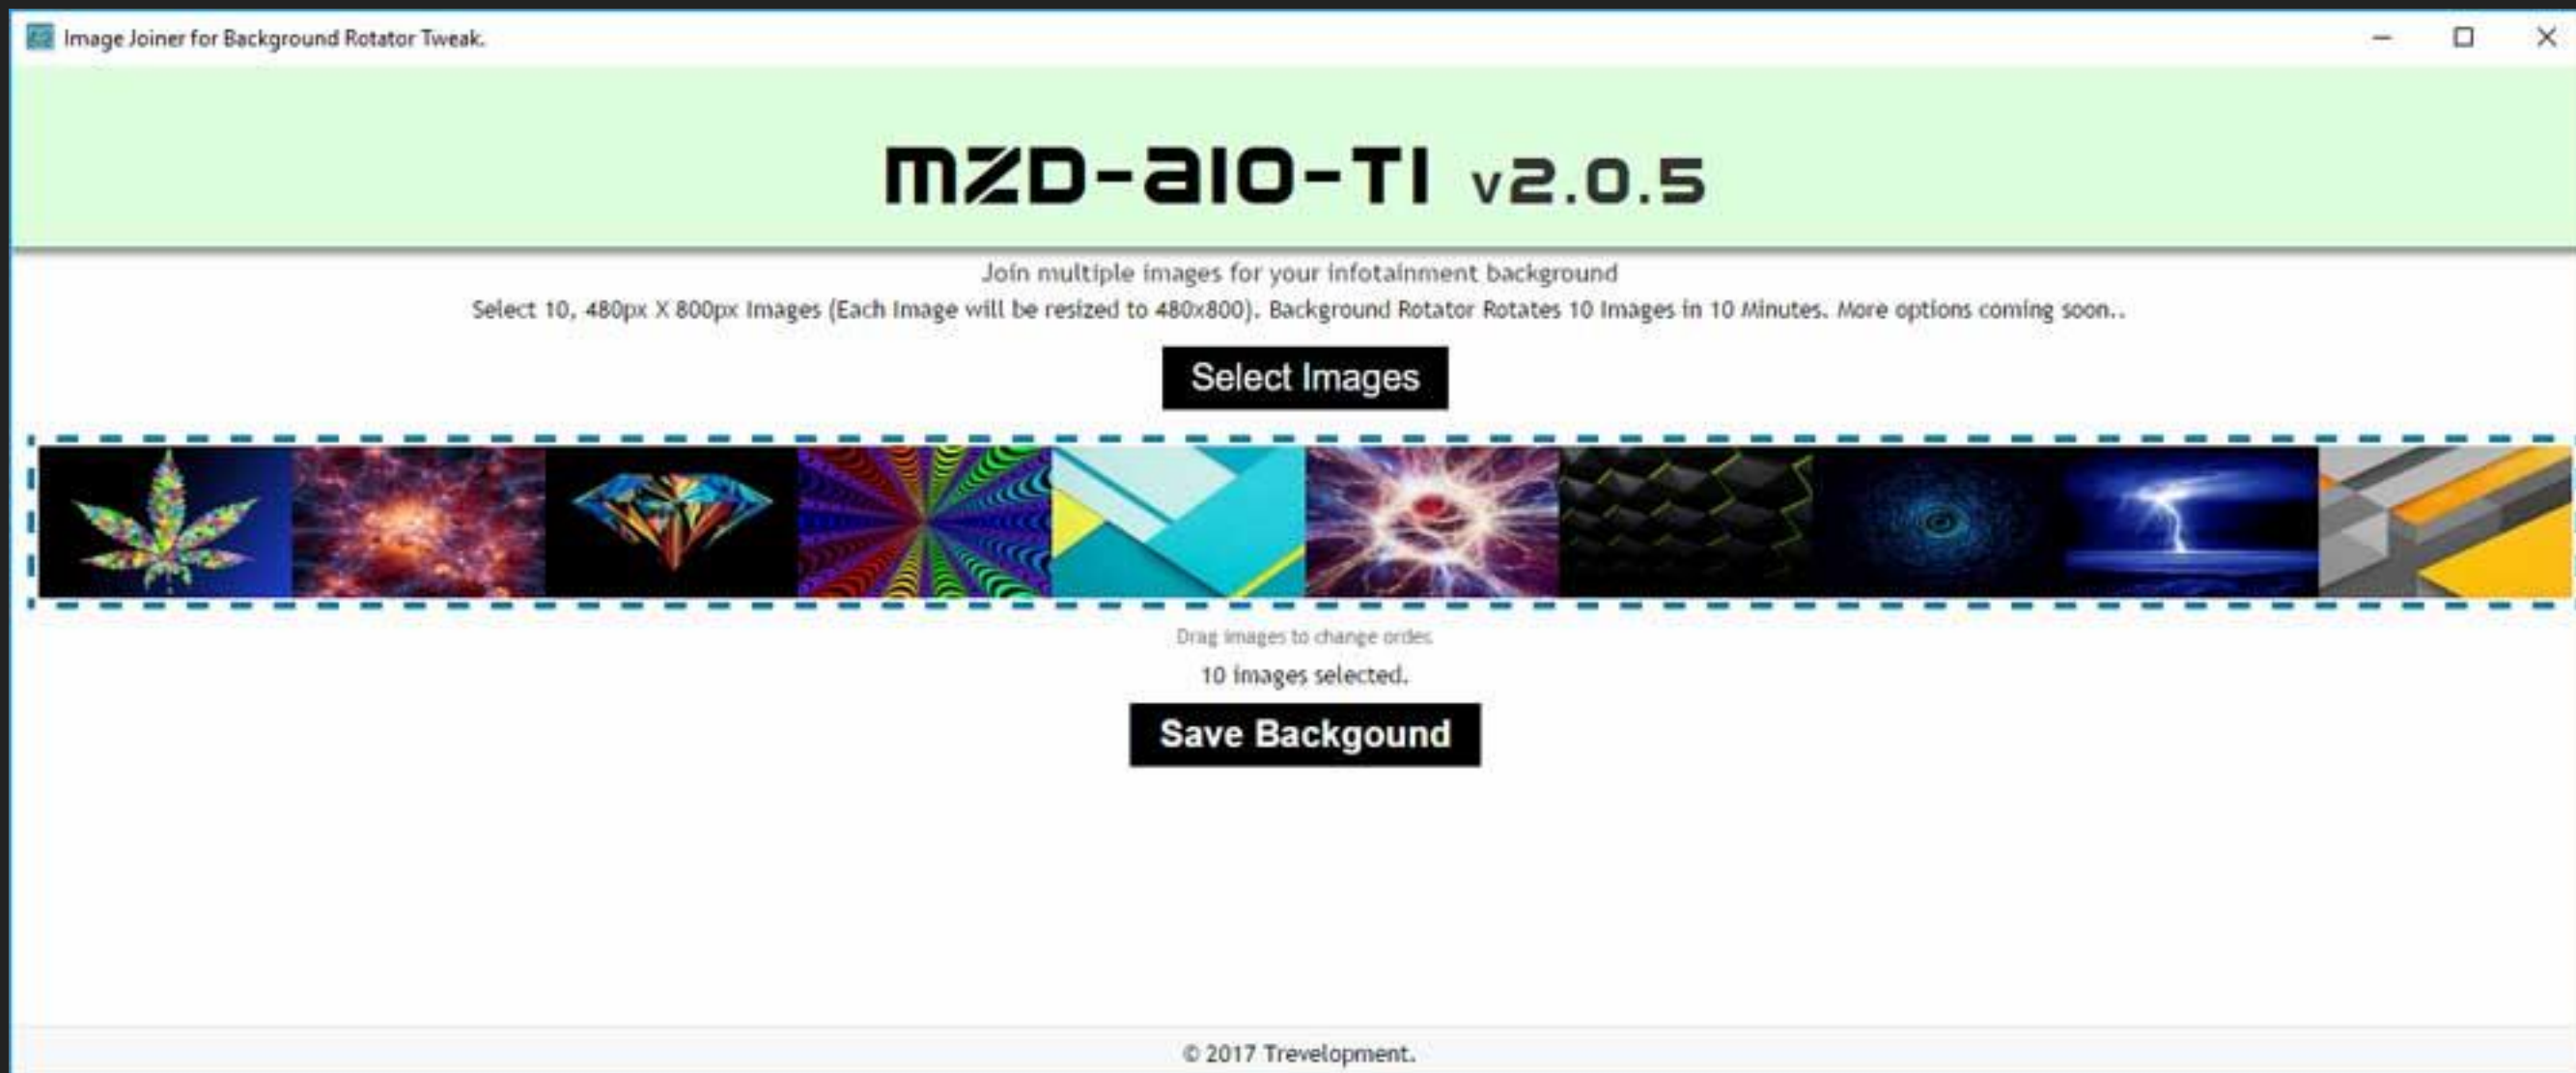 Image Joiner for Background Rotator Tweak.
MZD-AIO-TI v2.0.5
Join multiple images for your infotainment background
Select 10, 480px X 800px Images (Each Image will be resized to 480x800). Background Rotator Rotates 10 Images in 10 Minutes. More options coming soon..
Select Images
Drag images to change order
10 images selected.
Save Backgound
© 2017 Trevelopment.